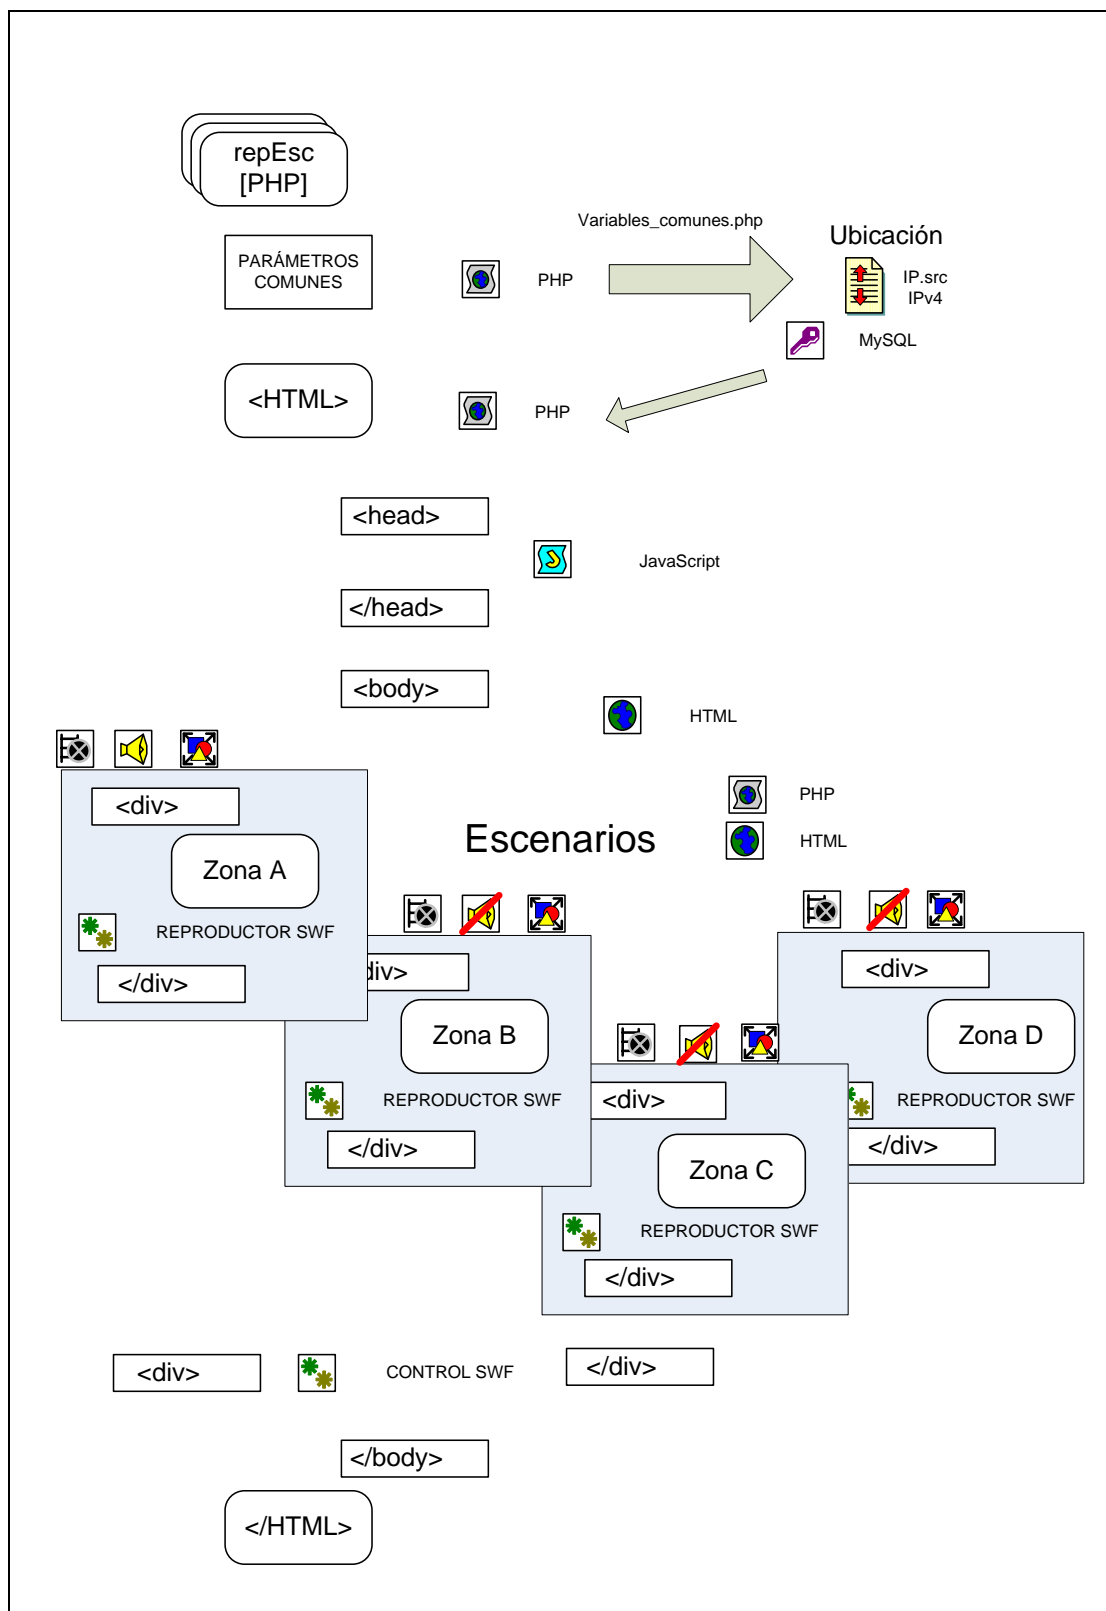 repEsc
[PHP]
Variables_comunes.php
Ubicación
PARÁMETROS
COMUNES
PHP
IP.src
IPv4
MySQL
<HTML>
PHP
<head>
JavaScript
</head>
<body>
HTML
<div>
PHP
Escenarios
HTML
Zona A
REPRODUCTOR SWF
</div>
div>
<div>
Zona B
Zona D
REPRODUCTOR SWF
<div>
REPRODUCTOR SWF
</div>
</div>
Zona C
REPRODUCTOR SWF
</div>
<div>
CONTROL SWF
</div>
</body>
</HTML>